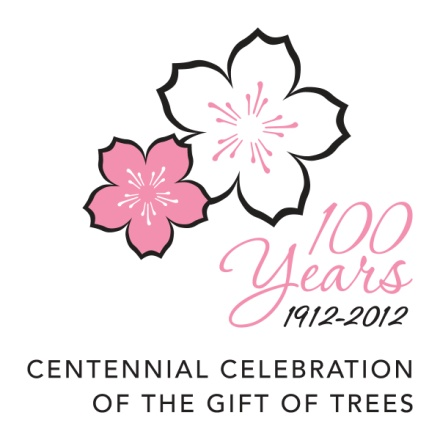 100
Years
1912-2012
CENTENNIAL CELEBRATION
OF THE GIFT OF TREES